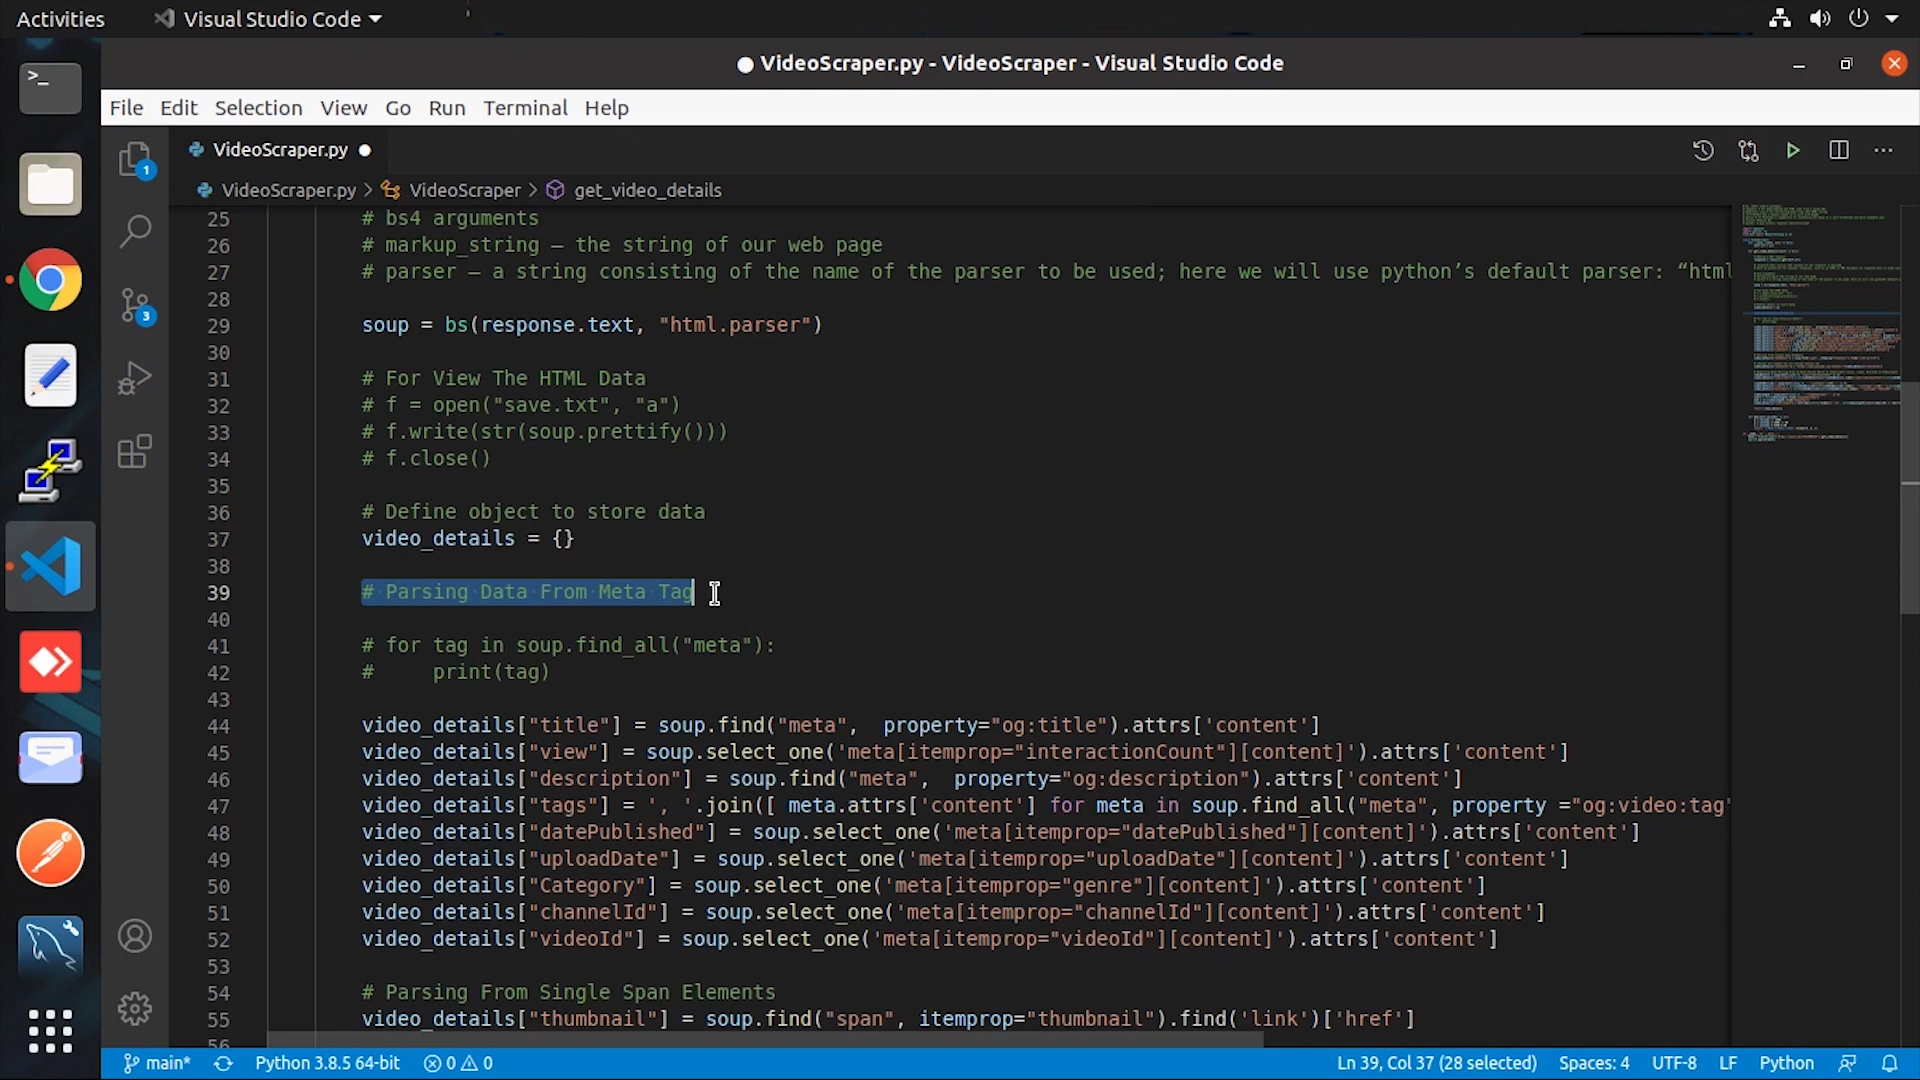 Activities
Visual Studio Code
VideoScraper.py - VideoScraper - Visual Studio Code
File Edit Selection View Go Run Terminal Help
VideoScraper.py
VideoScraper.py > VideoScraper > get_video_details
25 # bs4 arguments
26 # markup_string – the string of our web page
27 # parser – a string consisting of the name of the parser to be used; here we will use python’s default parser: “html
28
29 soup = bs(response.text, "html.parser")
30
31 # For View The HTML Data
32 # f = open("save.txt", "a")
33 # f.write(str(soup.prettify()))
34 # f.close()
35
36 # Define object to store data
37 video_details = {}
38
39 # Parsing Data From Meta Tag
40
41 # for tag in soup.find_all("meta"):
42 #     print(tag)
43
44 video_details["title"] = soup.find("meta",  property="og:title").attrs['content']
45 video_details["view"] = soup.select_one('meta[itemprop="interactionCount"][content]').attrs['content']
46 video_details["description"] = soup.find("meta",  property="og:description").attrs['content']
47 video_details["tags"] = ', '.join([ meta.attrs['content'] for meta in soup.find_all("meta", property ="og:video:tag"
48 video_details["datePublished"] = soup.select_one('meta[itemprop="datePublished"][content]').attrs['content']
49 video_details["uploadDate"] = soup.select_one('meta[itemprop="uploadDate"][content]').attrs['content']
50 video_details["Category"] = soup.select_one('meta[itemprop="genre"][content]').attrs['content']
51 video_details["channelId"] = soup.select_one('meta[itemprop="channelId"][content]').attrs['content']
52 video_details["videoId"] = soup.select_one('meta[itemprop="videoId"][content]').attrs['content']
53
54 # Parsing From Single Span Elements
55 video_details["thumbnail"] = soup.find("span", itemprop="thumbnail").find('link')['href']
56
1
3
main* Python 3.8.5 64-bit 0 0 Ln 39, Col 37 (28 selected) Spaces: 4 UTF-8 LF Python